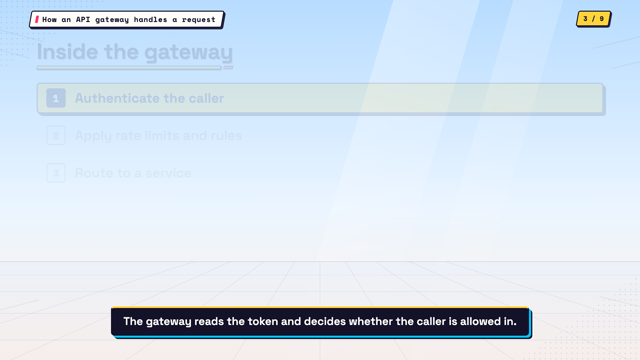 How an API gateway handles a request
3 / 9
Inside the gateway
1 Authenticate the caller
2 Apply rate limits and rules
3 Route to a service
The gateway reads the token and decides whether the caller is allowed in.